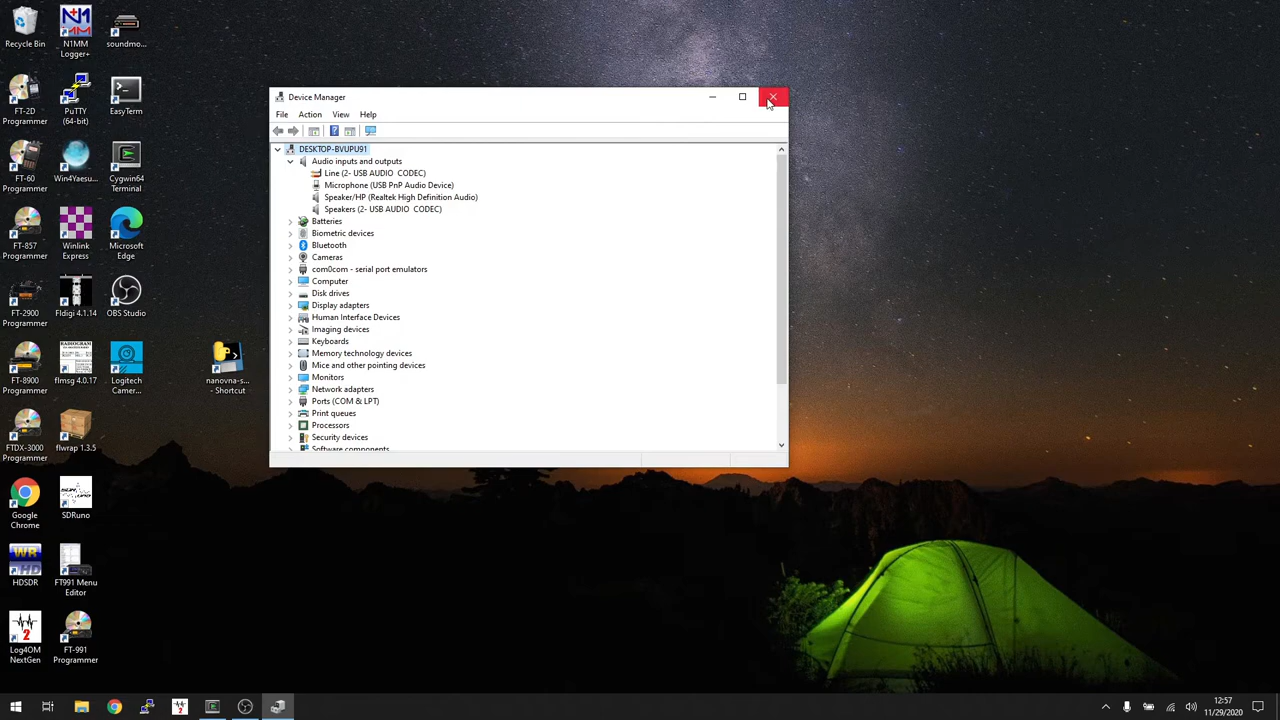 Recycle Bin
N1MM
Logger+
soundmo...
FT-2D
Programmer
PuTTY
(64-bit)
EasyTerm
FT-60
Programmer
Win4Yaesu...
Cygwin64
Terminal
FT-857
Programmer
Winlink
Express
Microsoft
Edge
FT-2900
Programmer
Fldigi 4.1.14
OBS Studio
FT-8900
Programmer
RADIOGRAM
flmsg 4.0.17
Logitech
Camer...
nanovna-s...
- Shortcut
FTDX-3000
Programmer
flwrap 1.3.5
Google
Chrome
SDRuno
WR
HD
HDSDR
FT991 Menu
Editor
2
Log4OM
NextGen
FT-991
Programmer
Device Manager
File Action View Help
DESKTOP-BVUPU91
Audio inputs and outputs
Line (2- USB AUDIO CODEC)
Microphone (USB PnP Audio Device)
Speaker/HP (Realtek High Definition Audio)
Speakers (2- USB AUDIO CODEC)
Batteries
Biometric devices
Bluetooth
Cameras
com0com - serial port emulators
Computer
Disk drives
Display adapters
Human Interface Devices
Imaging devices
Keyboards
Memory technology devices
Mice and other pointing devices
Monitors
Network adapters
Ports (COM & LPT)
Print queues
Processors
Security devices
Software components
12:57
11/29/2020